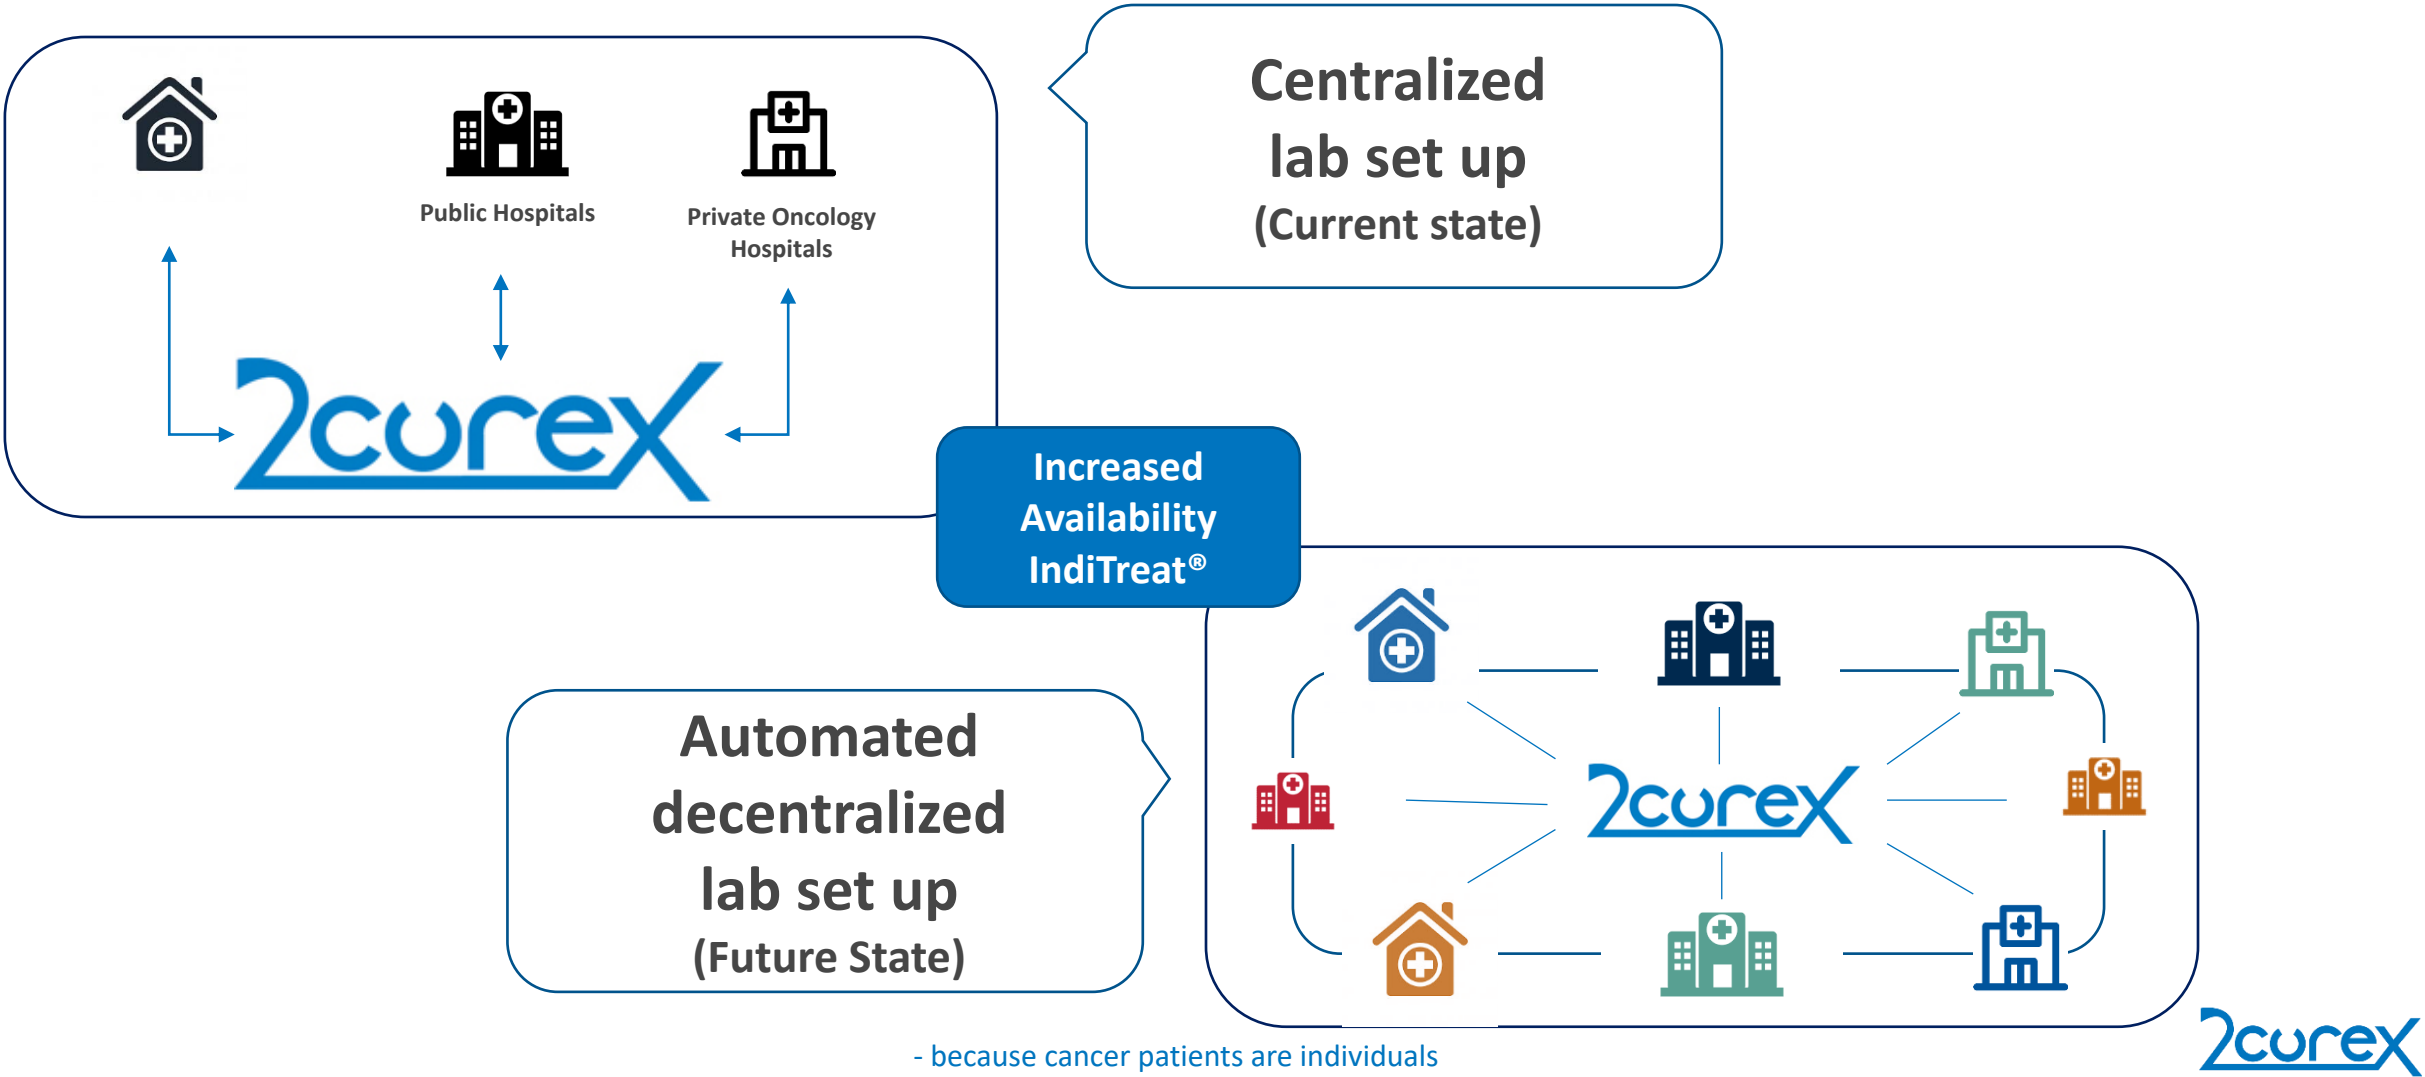 Public Hospitals
Private Oncology
Hospitals
2curex
Centralized
lab set up
(Current state)
Increased
Availability
IndiTreat®
Automated
decentralized
lab set up
(Future State)
2curex
- because cancer patients are individuals
2curex